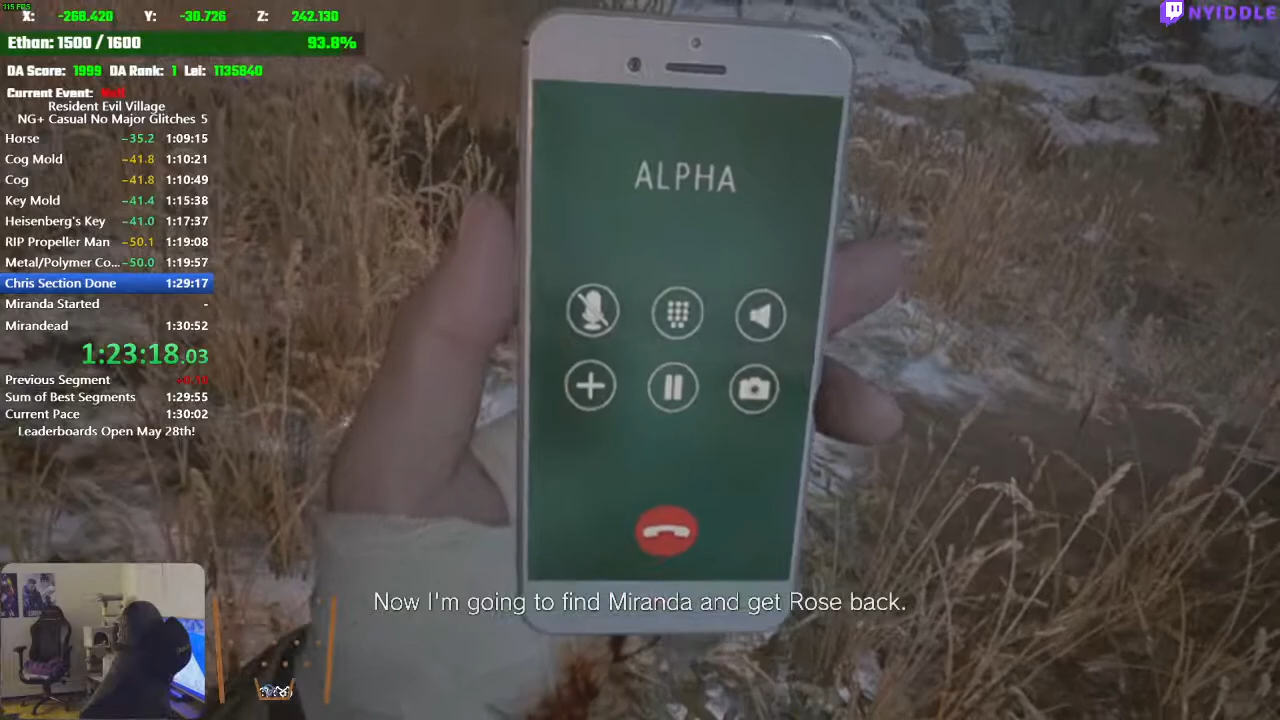 115 FPS
X: -268.420 Y: -30.726 Z: 242.130
Ethan: 1500 / 1600 93.8%
DA Score: 1999 DA Rank: 1 Lei: 1135840
Current Event: Null
Resident Evil Village
NG+ Casual No Major Glitches 5
Horse -35.2 1:09:15
Cog Mold -41.8 1:10:21
Cog -41.8 1:10:49
Key Mold -41.4 1:15:38
Heisenberg's Key -41.0 1:17:37
RIP Propeller Man -50.1 1:19:08
Metal/Polymer Co... -50.0 1:19:57
Chris Section Done 1:29:17
Miranda Started -
Mirandead 1:30:52
1:23:18.03
Previous Segment
Sum of Best Segments 1:29:55
Current Pace 1:30:02
Leaderboards Open May 28th!
NYIDDLE
ALPHA
Now I'm going to find Miranda and get Rose back.